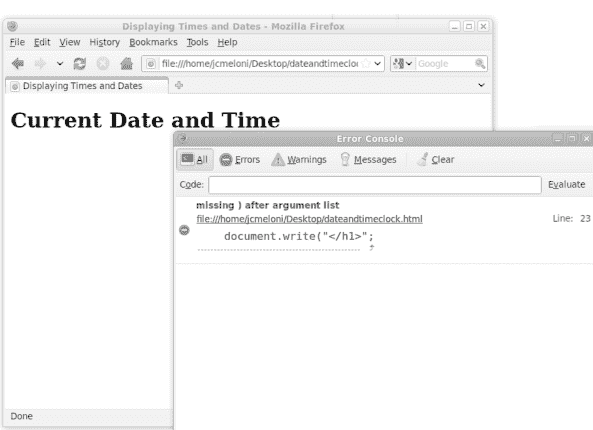 Displaying Times and Dates - Mozilla Firefox
File Edit View History Bookmarks Tools Help
file:///home/jcmeloni/Desktop/dateandtimecloc Google
Displaying Times and Dates
Current Date and Time
Error Console
All Errors Warnings Messages Clear
Code: Evaluate
missing ) after argument list
file:///home/jcmeloni/Desktop/dateandtimeclock.html Line: 23
document.write("</h1>";
Done